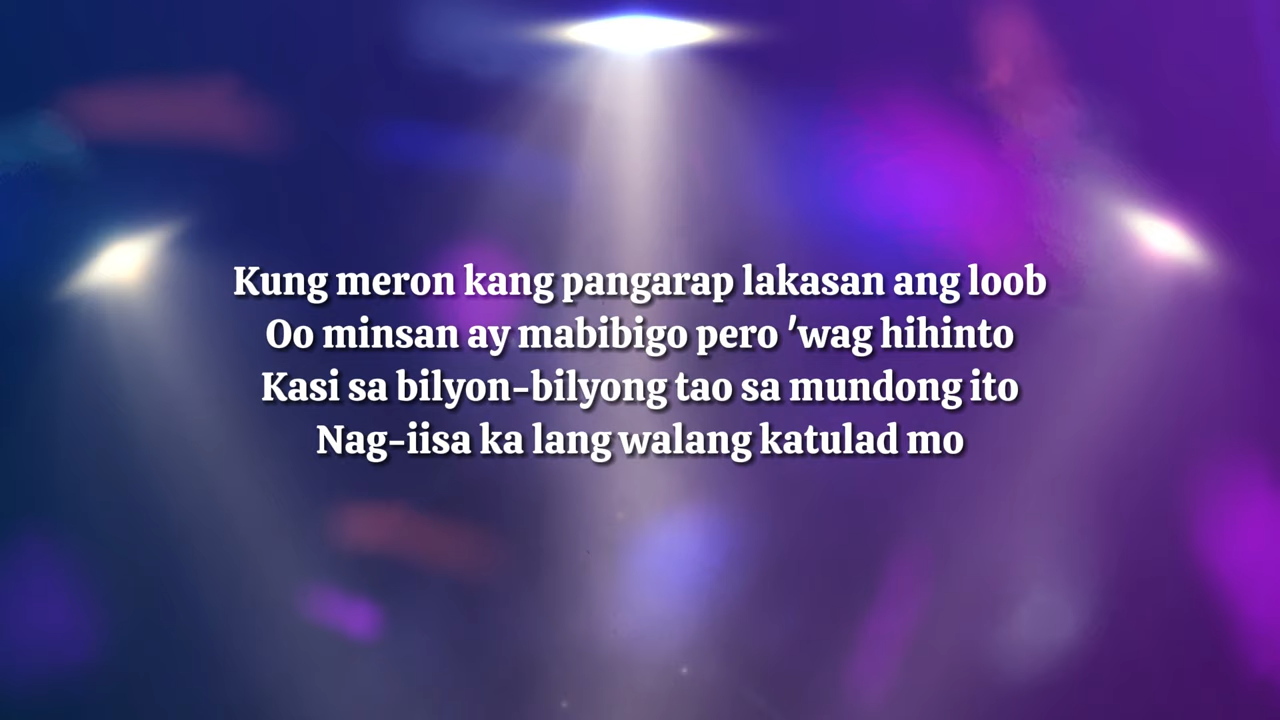 Kung meron kang pangarap lakasan ang loob
Oo minsan ay mabibigo pero 'wag hihinto
Kasi sa bilyon-bilyong tao sa mundong ito
Nag-iisa ka lang walang katulad mo